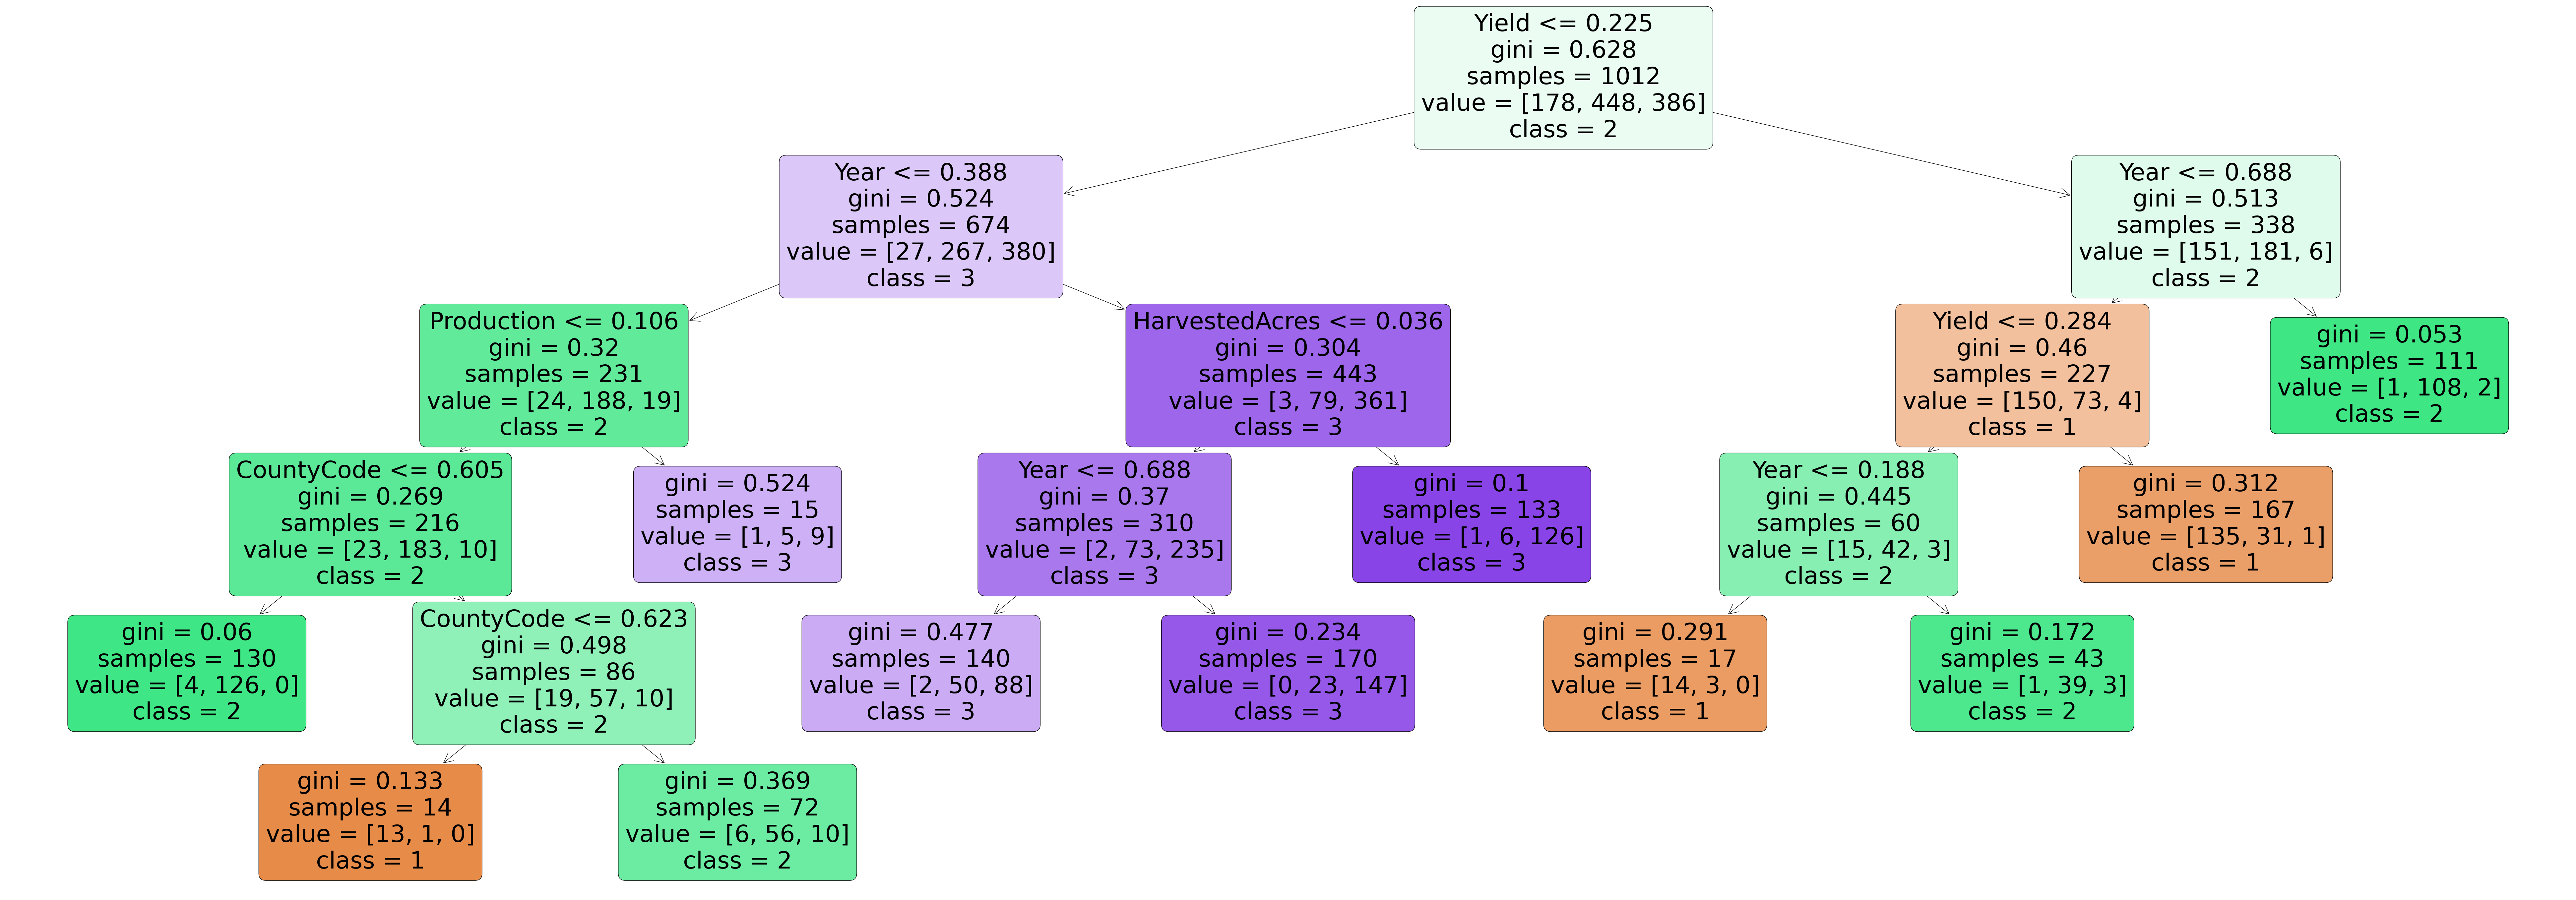 Yield <= 0.225
gini = 0.628
samples = 1012
value = [178, 448, 386]
class = 2
Year <= 0.388
gini = 0.524
samples = 674
value = [27, 267, 380]
class = 3
Year <= 0.688
gini = 0.513
samples = 338
value = [151, 181, 6]
class = 2
Production <= 0.106
gini = 0.32
samples = 231
value = [24, 188, 19]
class = 2
HarvestedAcres <= 0.036
gini = 0.304
samples = 443
value = [3, 79, 361]
class = 3
Yield <= 0.284
gini = 0.46
samples = 227
value = [150, 73, 4]
class = 1
gini = 0.053
samples = 111
value = [1, 108, 2]
class = 2
CountyCode <= 0.605
gini = 0.269
samples = 216
value = [23, 183, 10]
class = 2
gini = 0.524
samples = 15
value = [1, 5, 9]
class = 3
Year <= 0.688
gini = 0.37
samples = 310
value = [2, 73, 235]
class = 3
gini = 0.1
samples = 133
value = [1, 6, 126]
class = 3
Year <= 0.188
gini = 0.445
samples = 60
value = [15, 42, 3]
class = 2
gini = 0.312
samples = 167
value = [135, 31, 1]
class = 1
gini = 0.06
samples = 130
value = [4, 126, 0]
class = 2
CountyCode <= 0.623
gini = 0.498
samples = 86
value = [19, 57, 10]
class = 2
gini = 0.477
samples = 140
value = [2, 50, 88]
class = 3
gini = 0.234
samples = 170
value = [0, 23, 147]
class = 3
gini = 0.291
samples = 17
value = [14, 3, 0]
class = 1
gini = 0.172
samples = 43
value = [1, 39, 3]
class = 2
gini = 0.133
samples = 14
value = [13, 1, 0]
class = 1
gini = 0.369
samples = 72
value = [6, 56, 10]
class = 2